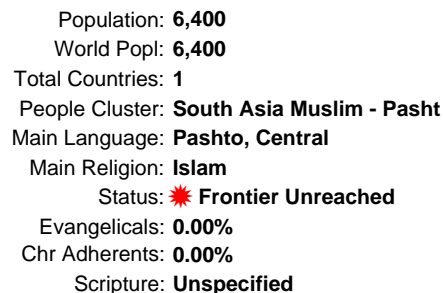 Population: 6,400
World Popl: 6,400
Total Countries: 1
People Cluster: South Asia Muslim - Pasht
Main Language: Pashto, Central
Main Religion: Islam
Status: Frontier Unreached
Evangelicals: 0.00%
Chr Adherents: 0.00%
Scripture: Unspecified